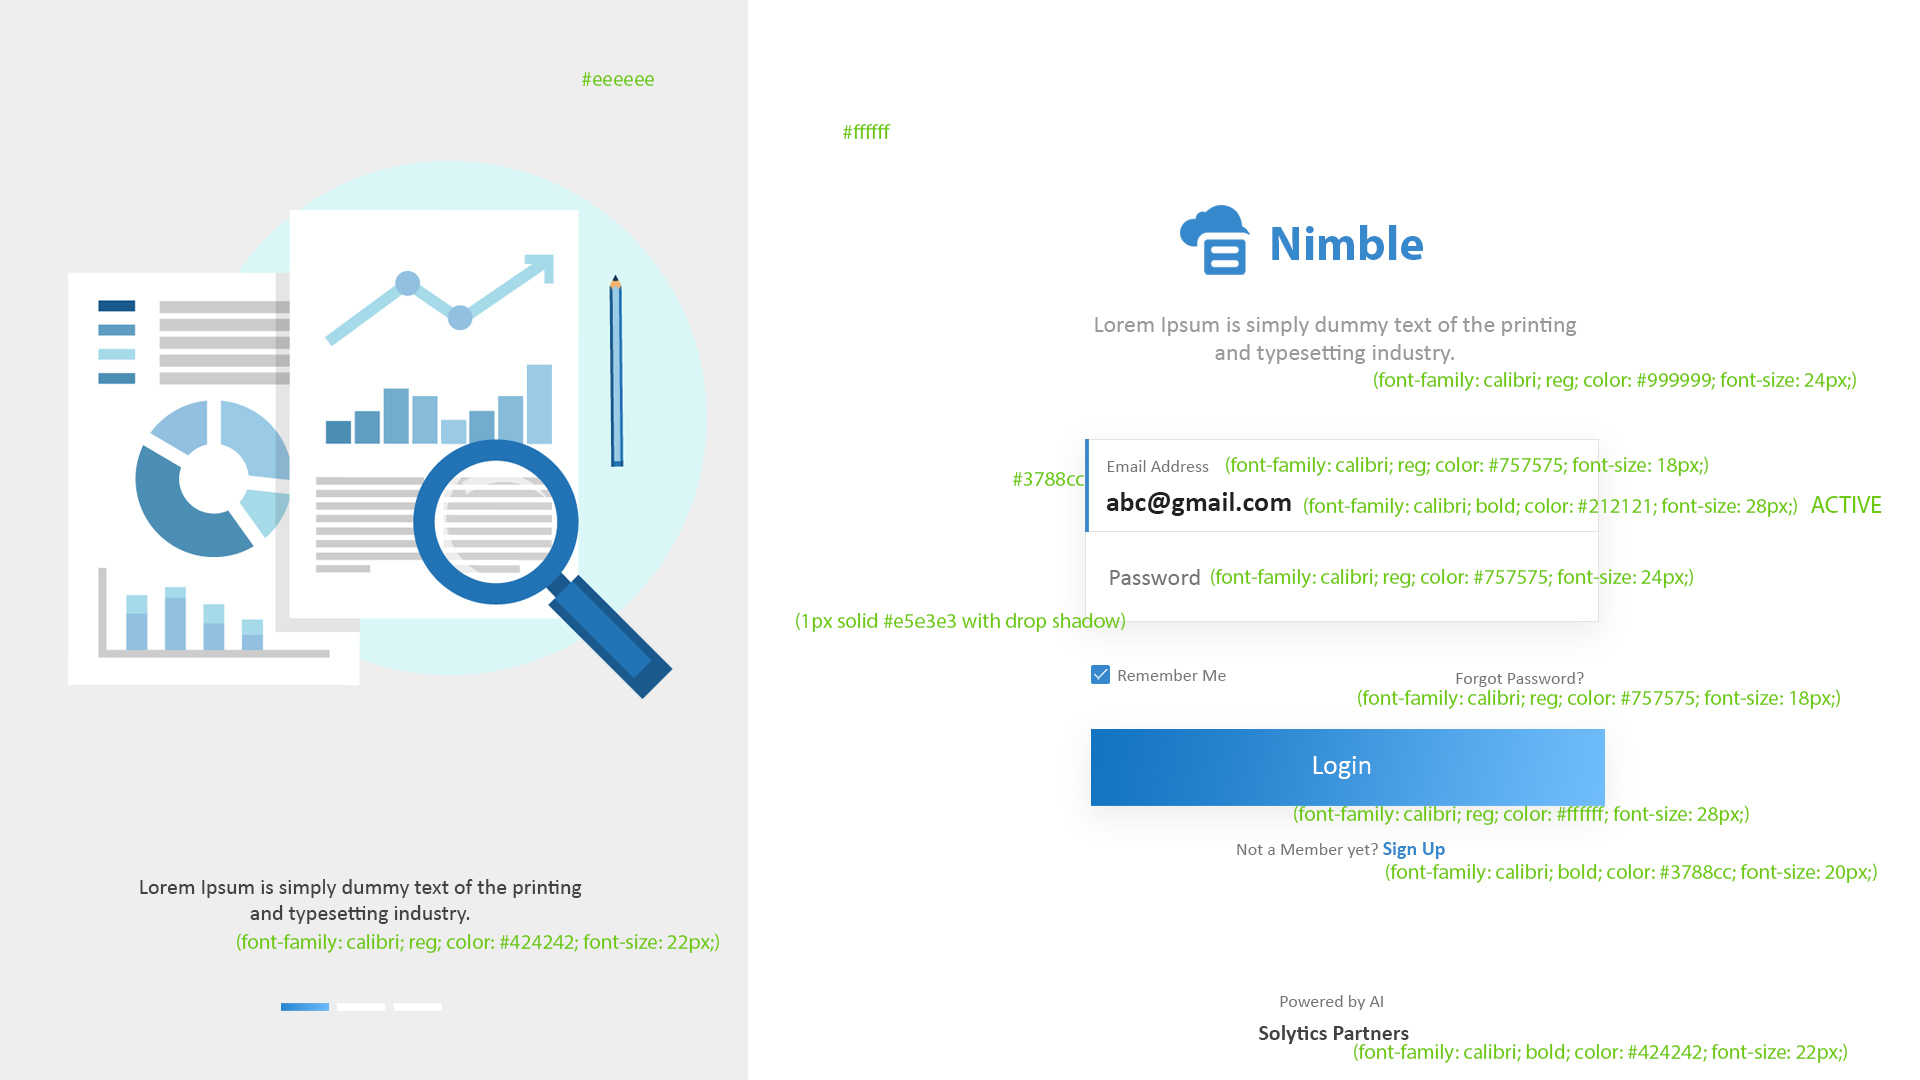 #eeeeee
Lorem Ipsum is simply dummy text of the printing
and typesetting industry.
(font-family: calibri; reg; color: #424242; font-size: 22px;)
#ffffff
Nimble
Lorem Ipsum is simply dummy text of the printing
and typesetting industry.
(font-family: calibri; reg; color: #999999; font-size: 24px;)
Email Address (font-family: calibri; reg; color: #757575; font-size: 18px;)
#3788cc
abc@gmail.com (font-family: calibri; bold; color: #212121; font-size: 28px;) ACTIVE
Password (font-family: calibri; reg; color: #757575; font-size: 24px;)
(1px solid #e5e3e3 with drop shadow)
Remember Me Forgot Password?
(font-family: calibri; reg; color: #757575; font-size: 18px;)
Login
(font-family: calibri; reg; color: #ffffff; font-size: 28px;)
Not a Member yet? Sign Up
(font-family: calibri; bold; color: #3788cc; font-size: 20px;)
Powered by AI
Solytics Partners
(font-family: calibri; bold; color: #424242; font-size: 22px;)